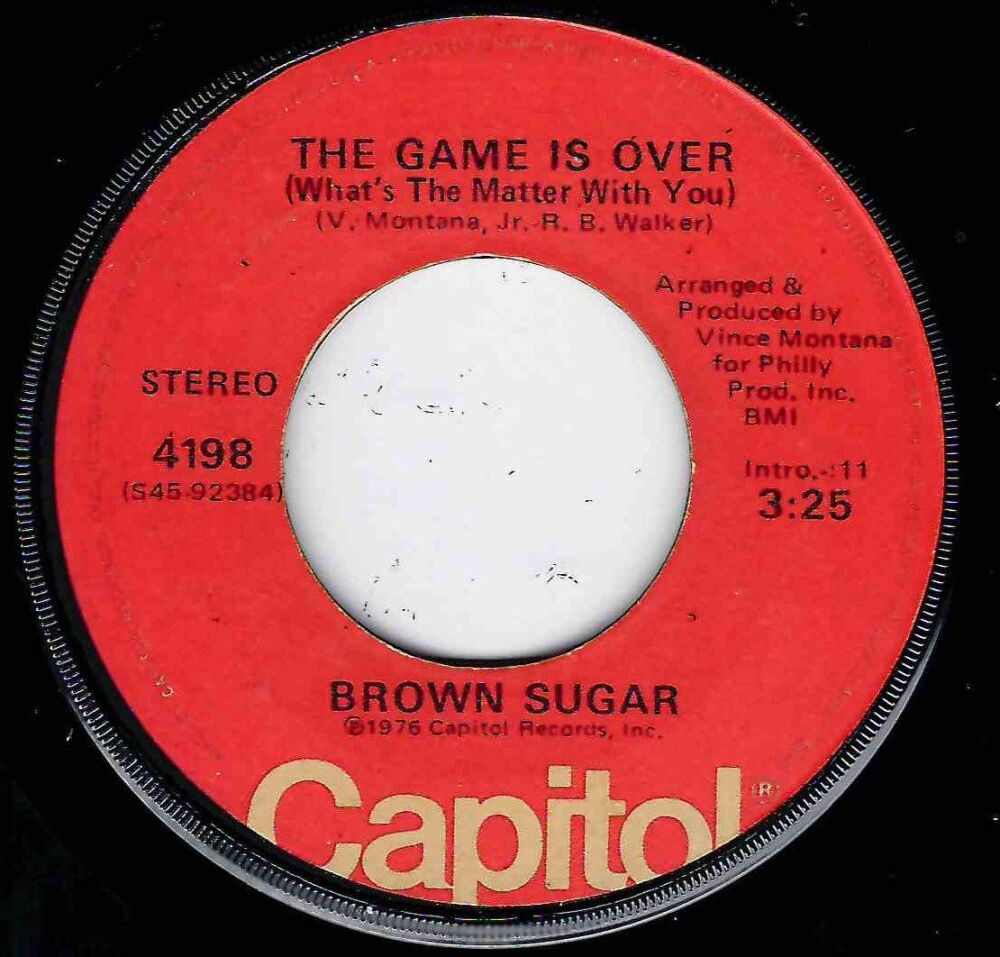 THE GAME IS OVER
(What's The Matter With You)
(V. Montana, Jr.-R. B. Walker)
Arranged &
Produced by
Vince Montana
for Philly
Prod. Inc.
BMI
STEREO
4198
(S45-92384)
Intro.-:11
3:25
BROWN SUGAR
℗1976 Capitol Records, Inc.
Capitol®